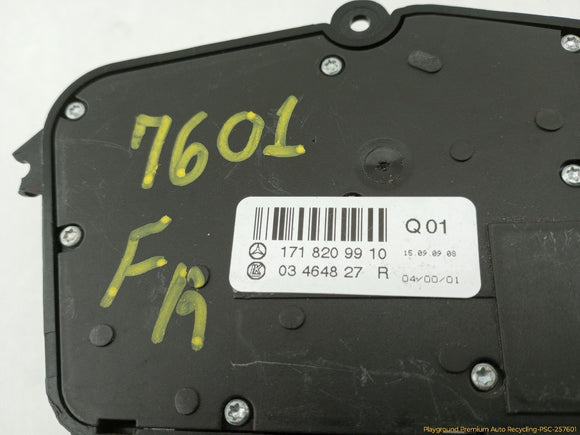 7601
FR
171 820 99 10
Q 01
15 09 09 08
03 4648 27 R
04/00/01
Playground Premium Auto Recycling-PSC-257601